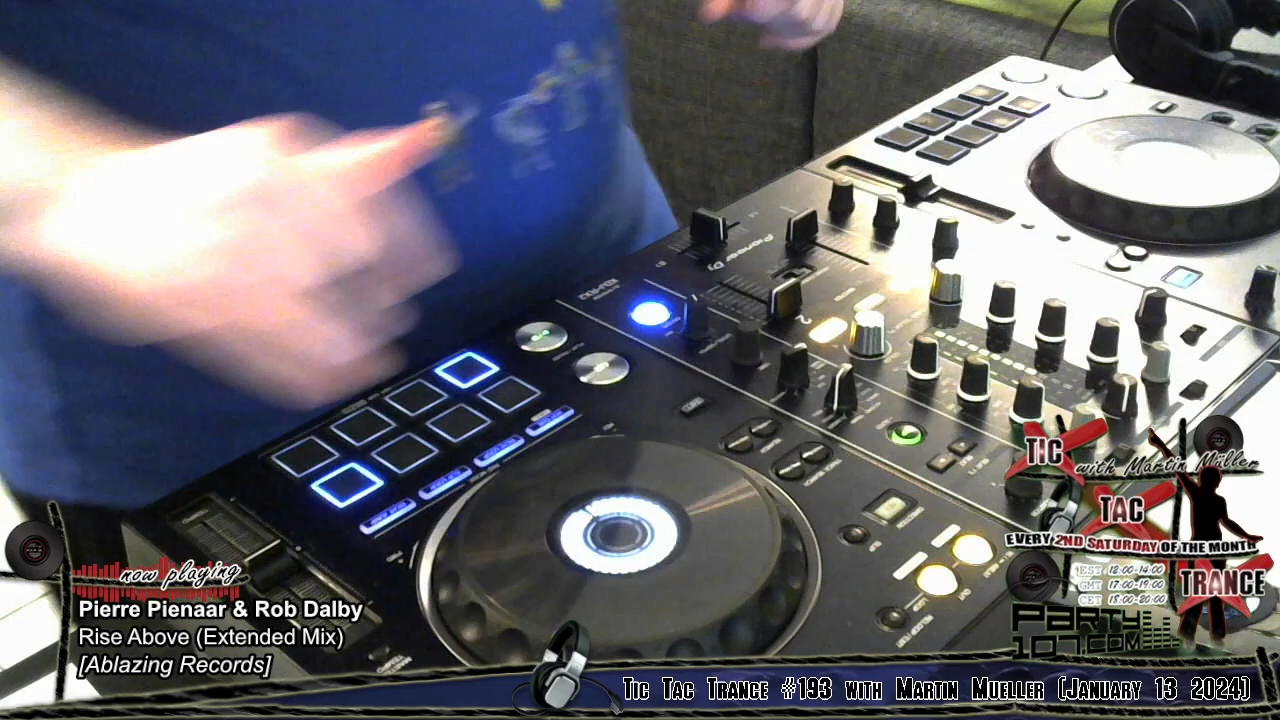 Pioneer Dj
2
TIC
with Martin Müller
TAC
EVERY 2ND SATURDAY OF THE MONTH
EST 12:00-14:00
GMT 17:00-19:00
CET 18:00-20:00
TRANCE
PARTY
107.COM
now playing
Pierre Pienaar & Rob Dalby
Rise Above (Extended Mix)
[Ablazing Records]
Tic Tac Trance #193 with Martin Mueller (January 13 2024)